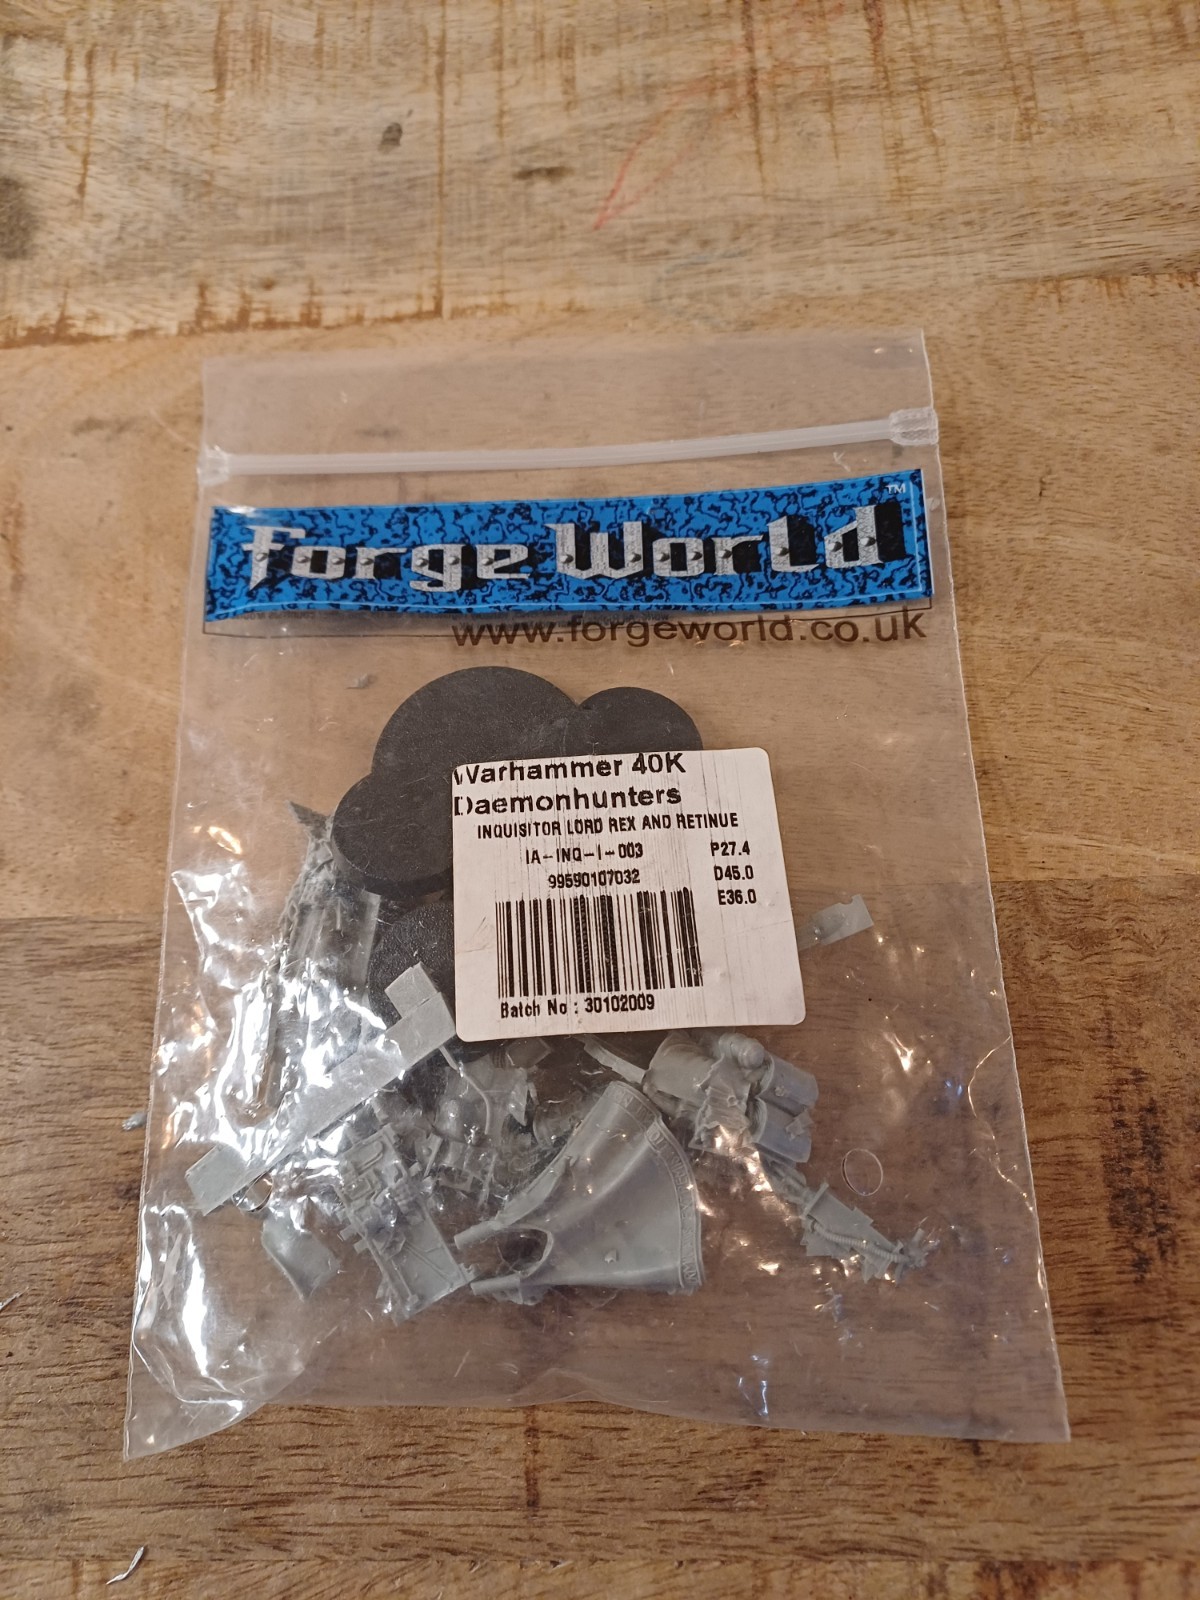 Forge World™
www.forgeworld.co.uk
Warhammer 40K
Daemonhunters
INQUISITOR LORD REX AND RETINUE
IA-INQ-I-003 P27.4
99590107032 D45.0
E36.0
Batch No : 30102009